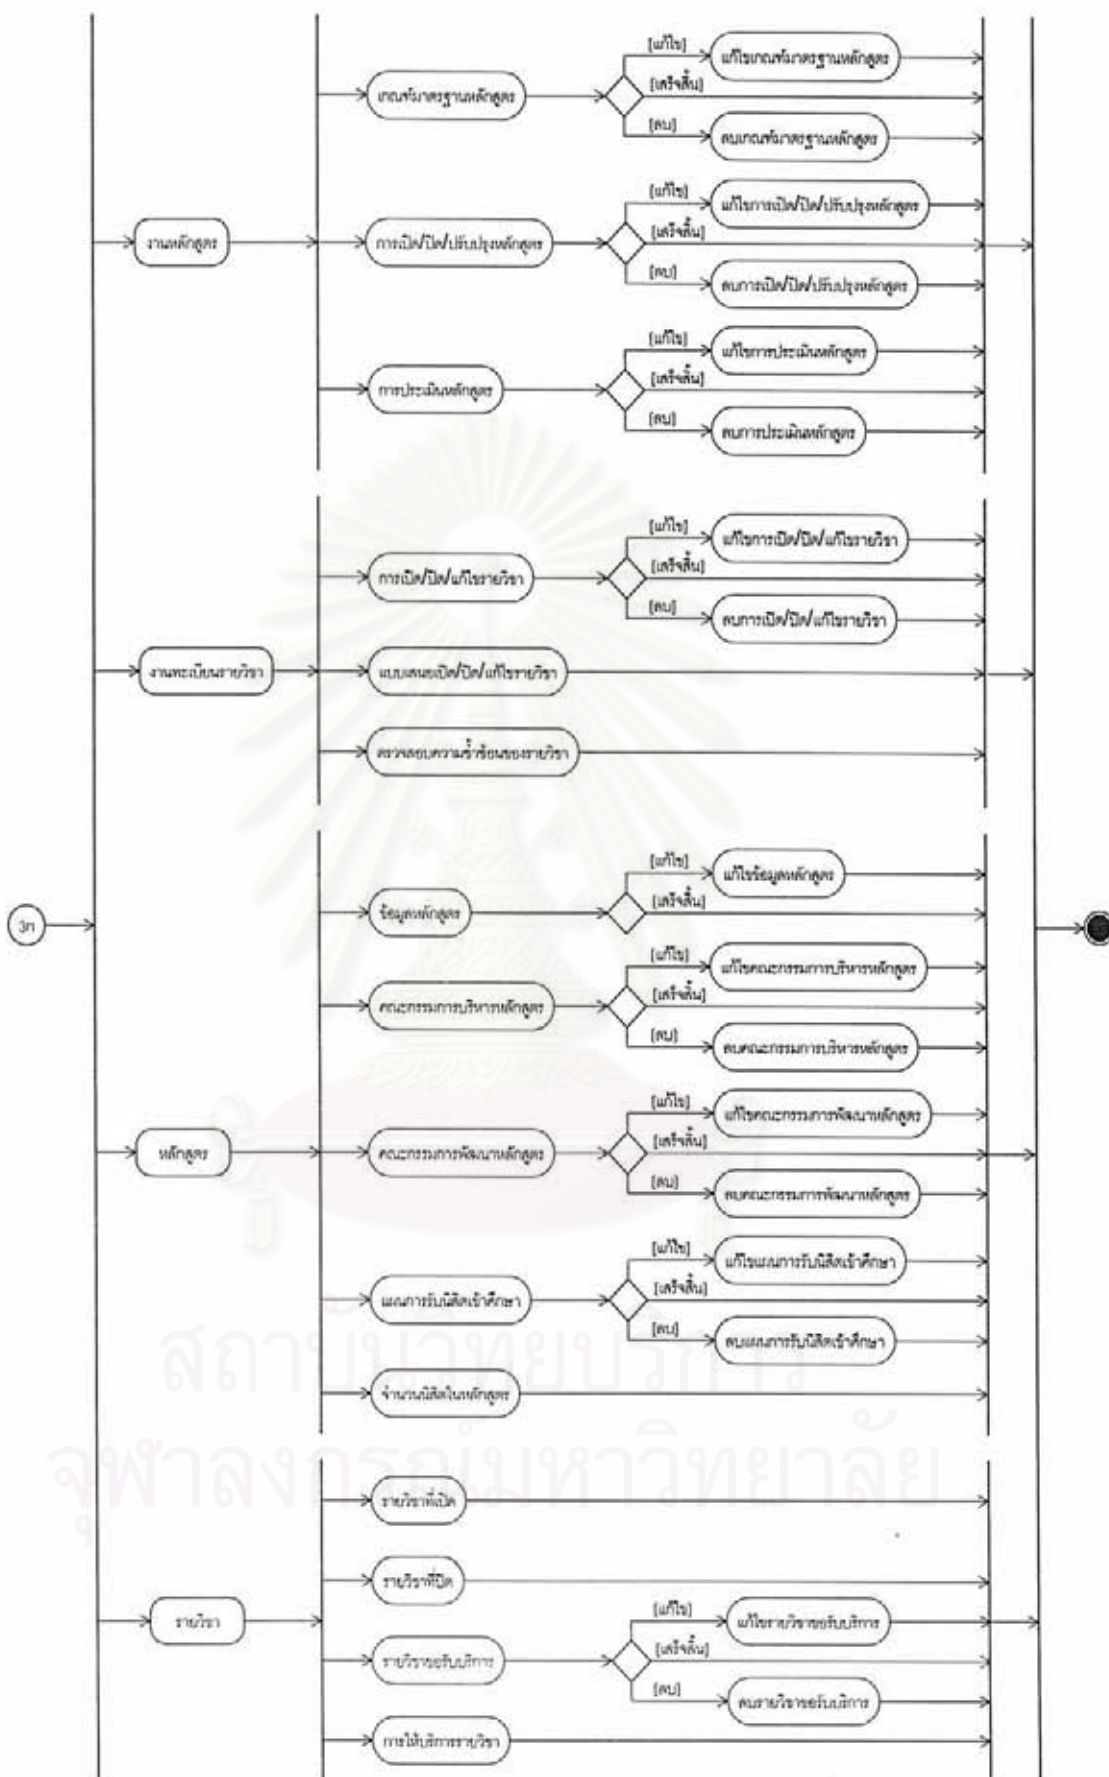 [แก้ไข]
แก้ไขเกณฑ์มาตรฐานหลักสูตร
เกณฑ์มาตรฐานหลักสูตร
[เสร็จสิ้น]
[ลบ]
ลบเกณฑ์มาตรฐานหลักสูตร
[แก้ไข]
แก้ไขการเปิด/ปิด/ปรับปรุงหลักสูตร
งานหลักสูตร
การเปิด/ปิด/ปรับปรุงหลักสูตร
[เสร็จสิ้น]
[ลบ]
ลบการเปิด/ปิด/ปรับปรุงหลักสูตร
[แก้ไข]
แก้ไขการประเมินหลักสูตร
การประเมินหลักสูตร
[เสร็จสิ้น]
[ลบ]
ลบการประเมินหลักสูตร
[แก้ไข]
แก้ไขการเปิด/ปิด/แก้ไขรายวิชา
การเปิด/ปิด/แก้ไขรายวิชา
[เสร็จสิ้น]
[ลบ]
ลบการเปิด/ปิด/แก้ไขรายวิชา
งานทะเบียนรายวิชา
แบบเสนอเปิด/ปิด/แก้ไขรายวิชา
ตรวจสอบความซ้ำซ้อนของรายวิชา
[แก้ไข]
แก้ไขข้อมูลหลักสูตร
3ก
ข้อมูลหลักสูตร
[เสร็จสิ้น]
[แก้ไข]
แก้ไขคณะกรรมการบริหารหลักสูตร
คณะกรรมการบริหารหลักสูตร
[เสร็จสิ้น]
[ลบ]
ลบคณะกรรมการบริหารหลักสูตร
[แก้ไข]
แก้ไขคณะกรรมการพัฒนาหลักสูตร
หลักสูตร
คณะกรรมการพัฒนาหลักสูตร
[เสร็จสิ้น]
[ลบ]
ลบคณะกรรมการพัฒนาหลักสูตร
[แก้ไข]
แก้ไขแผนการรับนิสิตเข้าศึกษา
แผนการรับนิสิตเข้าศึกษา
[เสร็จสิ้น]
[ลบ]
ลบแผนการรับนิสิตเข้าศึกษา
สถาบันวิทยบริการ
จำนวนนิสิตในหลักสูตร
จุฬาลงกรณ์มหาวิทยาลัย
รายวิชาที่เปิด
รายวิชาที่ปิด
[แก้ไข]
แก้ไขรายวิชาขอรับบริการ
รายวิชา
รายวิชาขอรับบริการ
[เสร็จสิ้น]
[ลบ]
ลบรายวิชาขอรับบริการ
การให้บริการรายวิชา